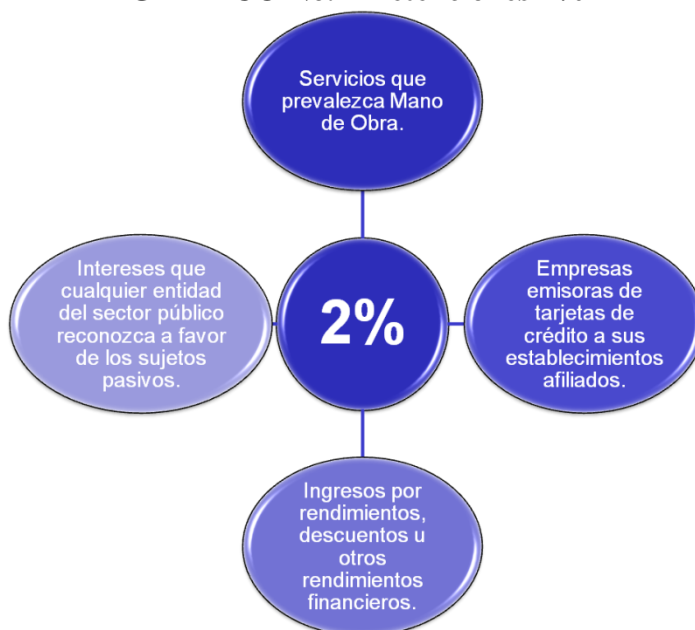 Servicios que
prevalezca Mano
de Obra.
Intereses que
cualquier entidad
del sector público
reconozca a favor
de los sujetos
pasivos.
2%
Empresas
emisoras de
tarjetas de
crédito a sus
establecimientos
afiliados.
Ingresos por
rendimientos,
descuentos u
otros
rendimientos
financieros.